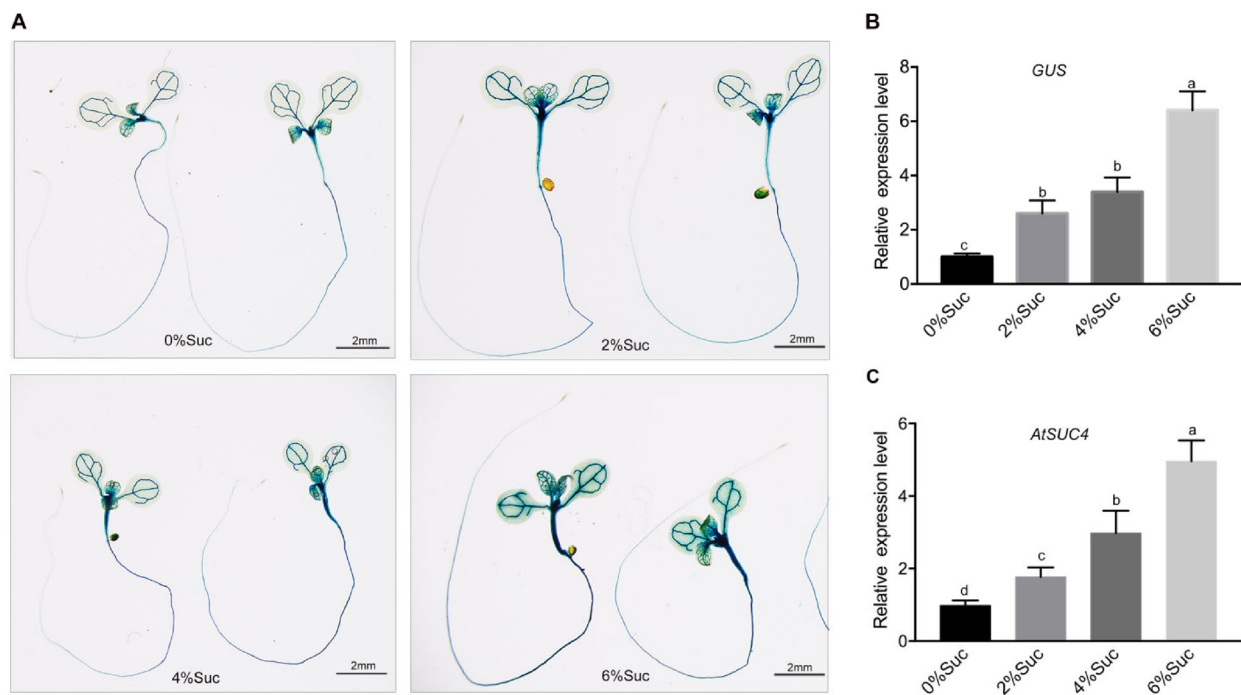 A
0%Suc
2mm
2%Suc
2mm
4%Suc
2mm
6%Suc
2mm
B
GUS
Relative expression level
8
6
4
2
0
c
b
b
a
0%Suc
2%Suc
4%Suc
6%Suc
C
AtSUC4
Relative expression level
6
4
2
0
d
c
b
a
0%Suc
2%Suc
4%Suc
6%Suc